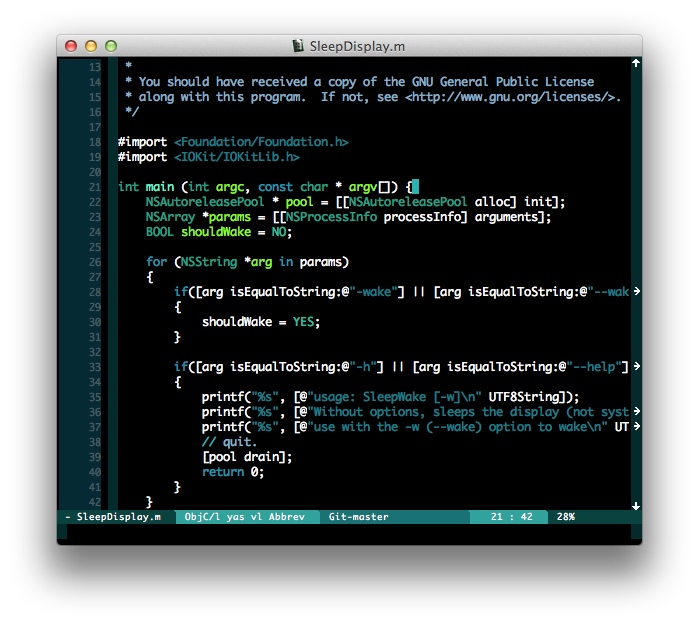 SleepDisplay.m
13  *
14  * You should have received a copy of the GNU General Public License
15  * along with this program.  If not, see <http://www.gnu.org/licenses/>.
16  */
17
18 #import <Foundation/Foundation.h>
19 #import <IOKit/IOKitLib.h>
20
21 int main (int argc, const char * argv[]) {
22     NSAutoreleasePool * pool = [[NSAutoreleasePool alloc] init];
23     NSArray *params = [[NSProcessInfo processInfo] arguments];
24     BOOL shouldWake = NO;
25
26     for (NSString *arg in params)
27     {
28         if([arg isEqualToString:@"-wake"] || [arg isEqualToString:@"--wak
29         {
30             shouldWake = YES;
31         }
32
33         if([arg isEqualToString:@"-h"] || [arg isEqualToString:@"--help"]
34         {
35             printf("%s", [@"usage: SleepWake [-w]\n" UTF8String]);
36             printf("%s", [@"Without options, sleeps the display (not syst
37             printf("%s", [@"use with the -w (--wake) option to wake\n" UT
38             // quit.
39             [pool drain];
40             return 0;
41         }
42     }
- SleepDisplay.m  ObjC/l yas vl Abbrev  Git-master  21 : 42  28%